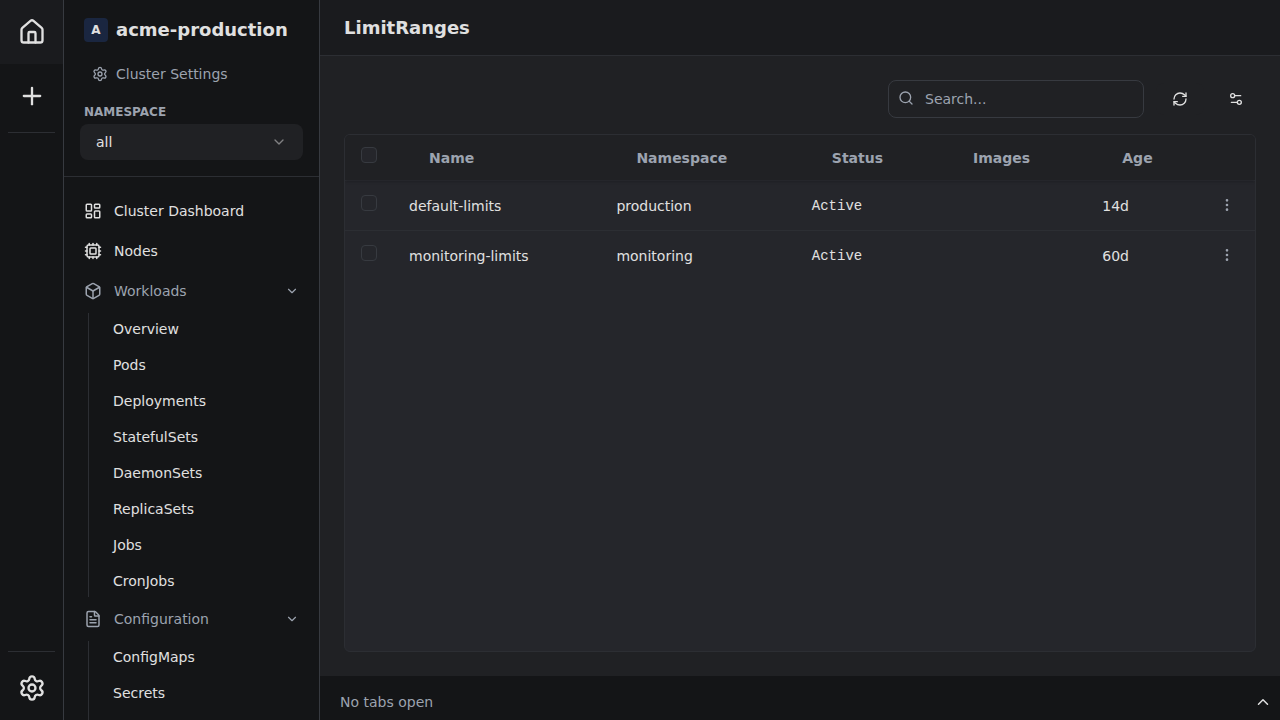 A acme-production
Cluster Settings
NAMESPACE
all
Cluster Dashboard
Nodes
Workloads
Overview
Pods
Deployments
StatefulSets
DaemonSets
ReplicaSets
Jobs
CronJobs
Configuration
ConfigMaps
Secrets
LimitRanges
Search...
Name Namespace Status Images Age
default-limits production Active 14d
monitoring-limits monitoring Active 60d
No tabs open